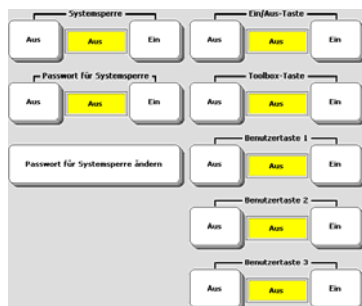 Systemsperre
Aus Aus Ein
Ein/Aus-Taste
Aus Aus Ein
Passwort für Systemsperre
Aus Aus Ein
Toolbox-Taste
Aus Aus Ein
Passwort für Systemsperre ändern
Benutzertaste 1
Aus Aus Ein
Benutzertaste 2
Aus Aus Ein
Benutzertaste 3
Aus Aus Ein